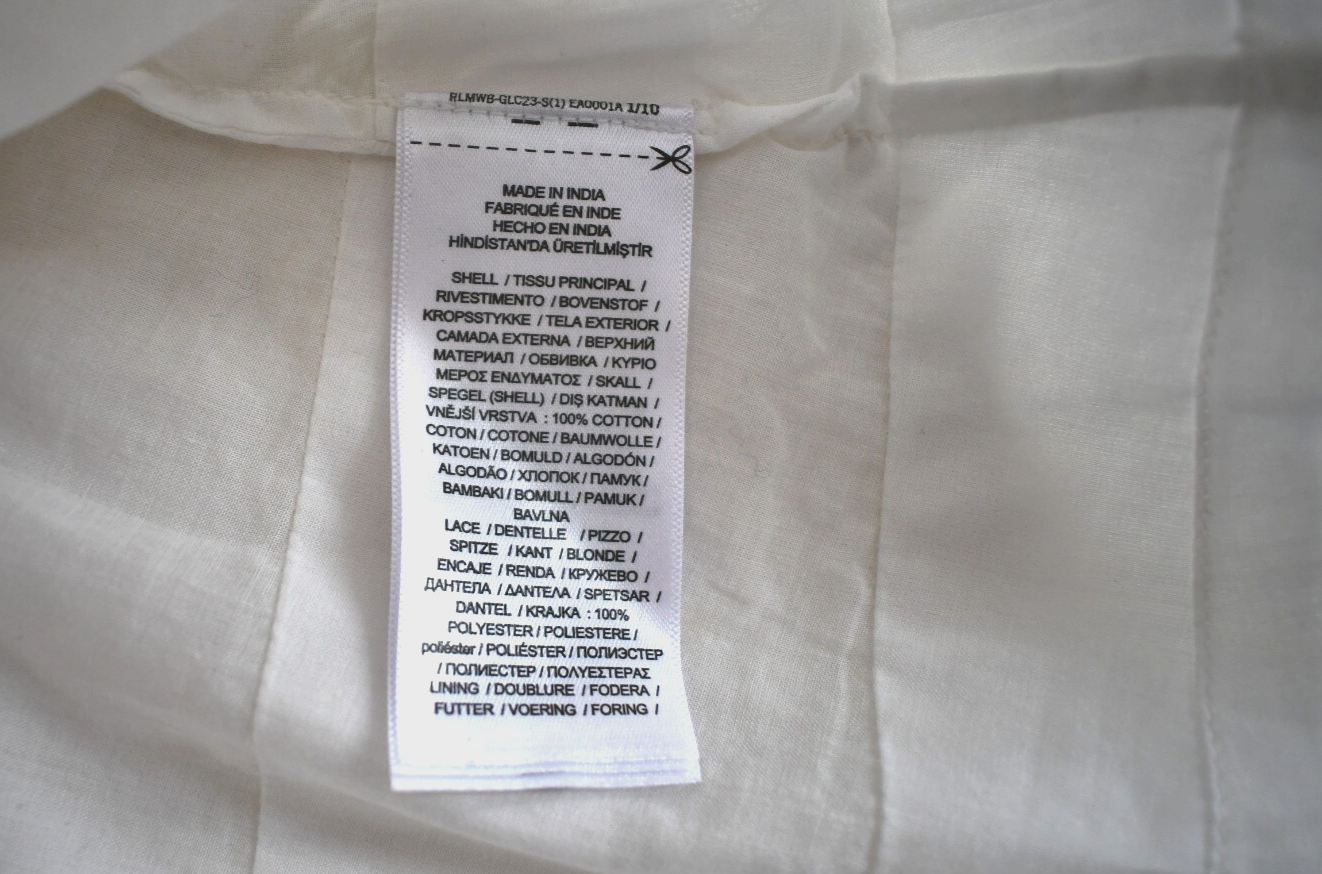 RLMWB-GLC23-S(1) EA0001A 1/10
MADE IN INDIA
FABRIQUÉ EN INDE
HECHO EN INDIA
HİNDİSTAN'DA ÜRETİLMİŞTİR
SHELL / TISSU PRINCIPAL /
RIVESTIMENTO / BOVENSTOF /
KROPSSTYKKE / TELA EXTERIOR /
CAMADA EXTERNA / ВЕРХНИЙ
МАТЕРИАЛ / ОБВИВКА / ΚΥΡΙΟ
ΜΕΡΟΣ ΕΝΔΥΜΑΤΟΣ / SKALL /
SPEGEL (SHELL) / DIŞ KATMAN /
VNĚJŠÍ VRSTVA : 100% COTTON /
COTON / COTONE / BAUMWOLLE /
KATOEN / BOMULD / ALGODÓN /
ALGODÃO / ХЛОПОК / ПАМУК /
ΒΑΜΒΑΚΙ / BOMULL / PAMUK /
BAVLNA
LACE / DENTELLE / PIZZO /
SPITZE / KANT / BLONDE /
ENCAJE / RENDA / КРУЖЕВО /
ДАНТЕЛА / ΔΑΝΤΕΛΑ / SPETSAR /
DANTEL / KRAJKA : 100%
POLYESTER / POLIESTERE /
poliéster / POLIÉSTER / ПОЛИЭСТЕР
/ ПОЛИЕСТЕР / ΠΟΛΥΕΣΤΕΡΑΣ
LINING / DOUBLURE / FODERA /
FUTTER / VOERING / FORING /